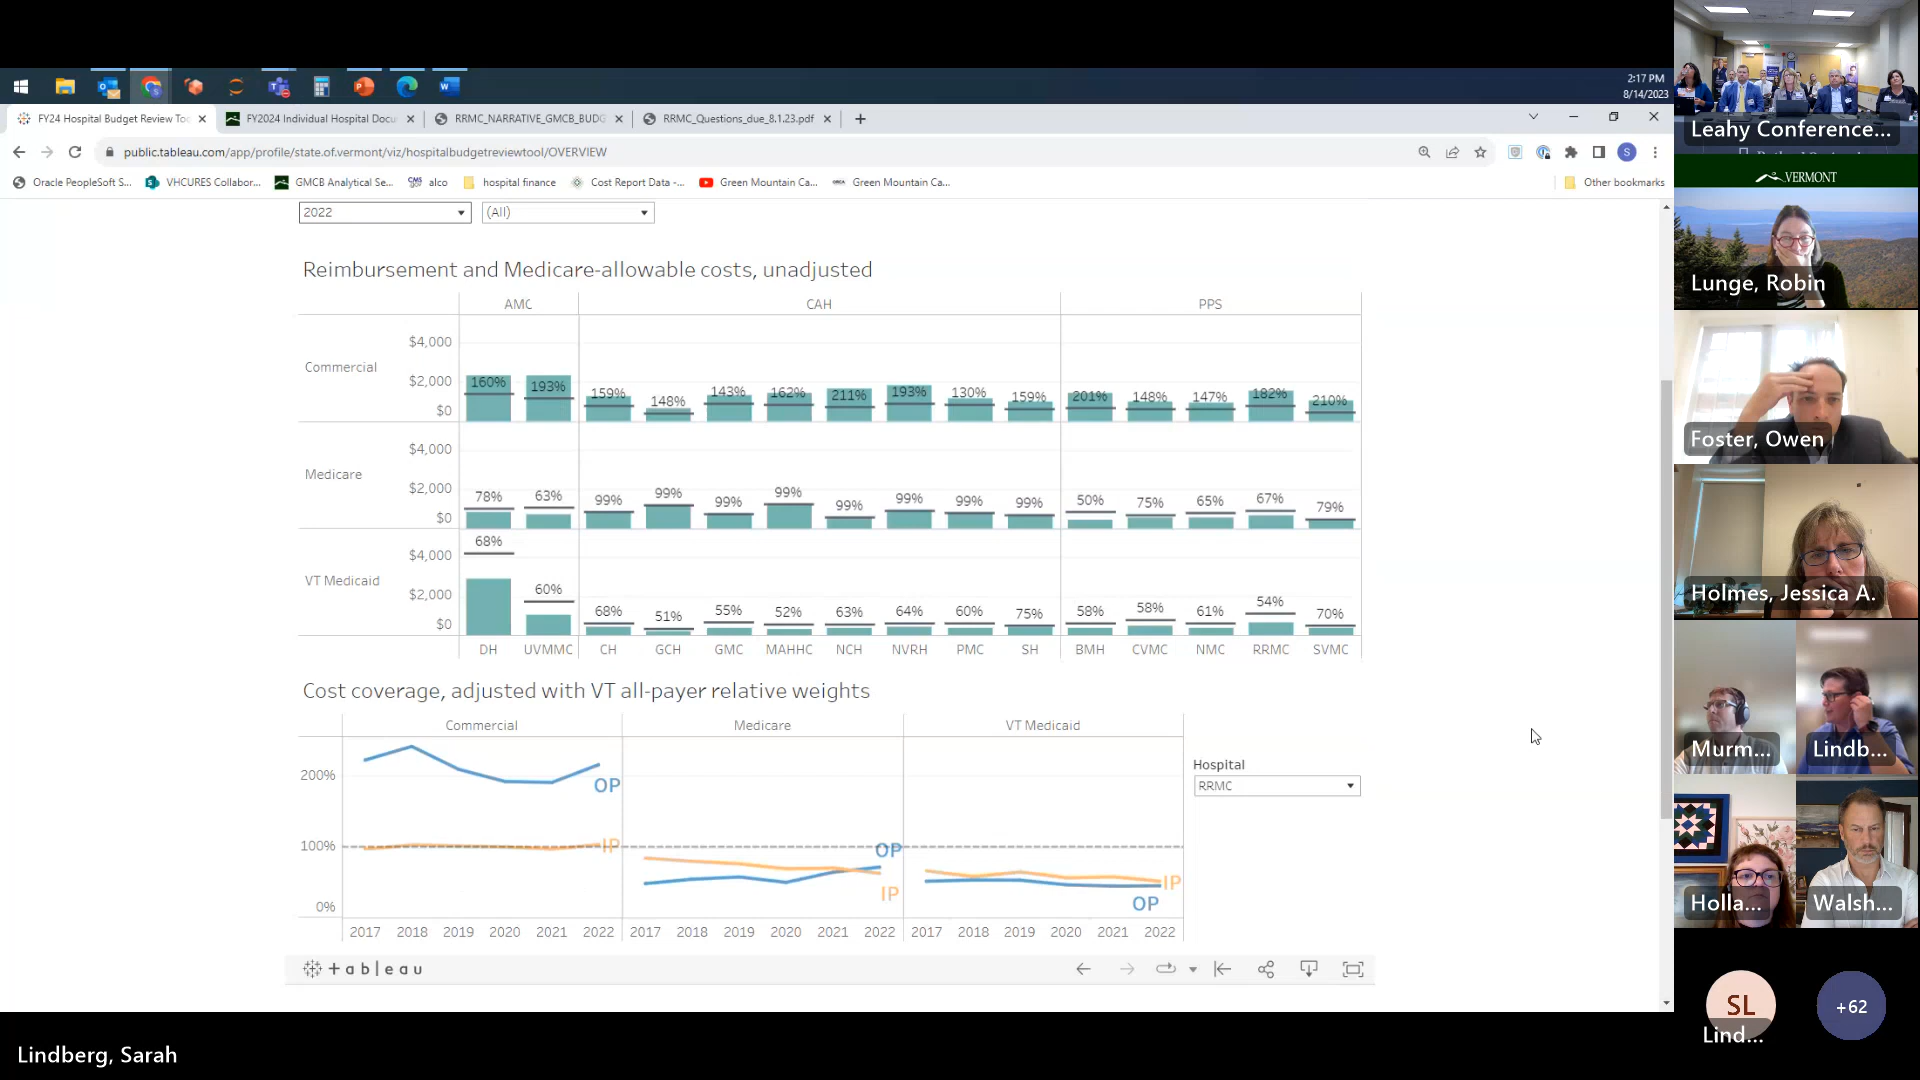 2:17 PM
8/14/2023
FY24 Hospital Budget Review Too
FY2024 Individual Hospital Docu
RRMC_NARRATIVE_GMCB_BUDG
RRMC_Questions_due_8.1.23.pdf
public.tableau.com/app/profile/state.of.vermont/viz/hospitalbudgetreviewtool/OVERVIEW
S
Oracle PeopleSoft S...
VHCURES Collabor...
GMCB Analytical Se...
alco
hospital finance
Cost Report Data -...
Green Mountain Ca...
Green Mountain Ca...
Other bookmarks
2022
(All)
Reimbursement and Medicare-allowable costs, unadjusted
AMC CAH PPS
Commercial
$4,000
$2,000
$0
160% 193% 159% 148% 143% 162% 211% 193% 130% 159% 201% 148% 147% 182% 210%
Medicare
$4,000
$2,000
$0
78% 63% 99% 99% 99% 99% 99% 99% 99% 99% 50% 75% 65% 67% 79%
VT Medicaid
$4,000
$2,000
$0
68% 60% 68% 51% 55% 52% 63% 64% 60% 75% 58% 58% 61% 54% 70%
DH UVMMC CH GCH GMC MAHHC NCH NVRH PMC SH BMH CVMC NMC RRMC SVMC
Cost coverage, adjusted with VT all-payer relative weights
Commercial Medicare VT Medicaid
200%
100%
0%
OP
IP
OP
IP
IP
OP
2017 2018 2019 2020 2021 2022 2017 2018 2019 2020 2021 2022 2017 2018 2019 2020 2021 2022
Hospital
RRMC
+ableau
Leahy Conference...
VERMONT
Lunge, Robin
Foster, Owen
Holmes, Jessica A.
Murm...
Lindb...
Holla...
Walsh...
SL
Lind...
+62
Lindberg, Sarah